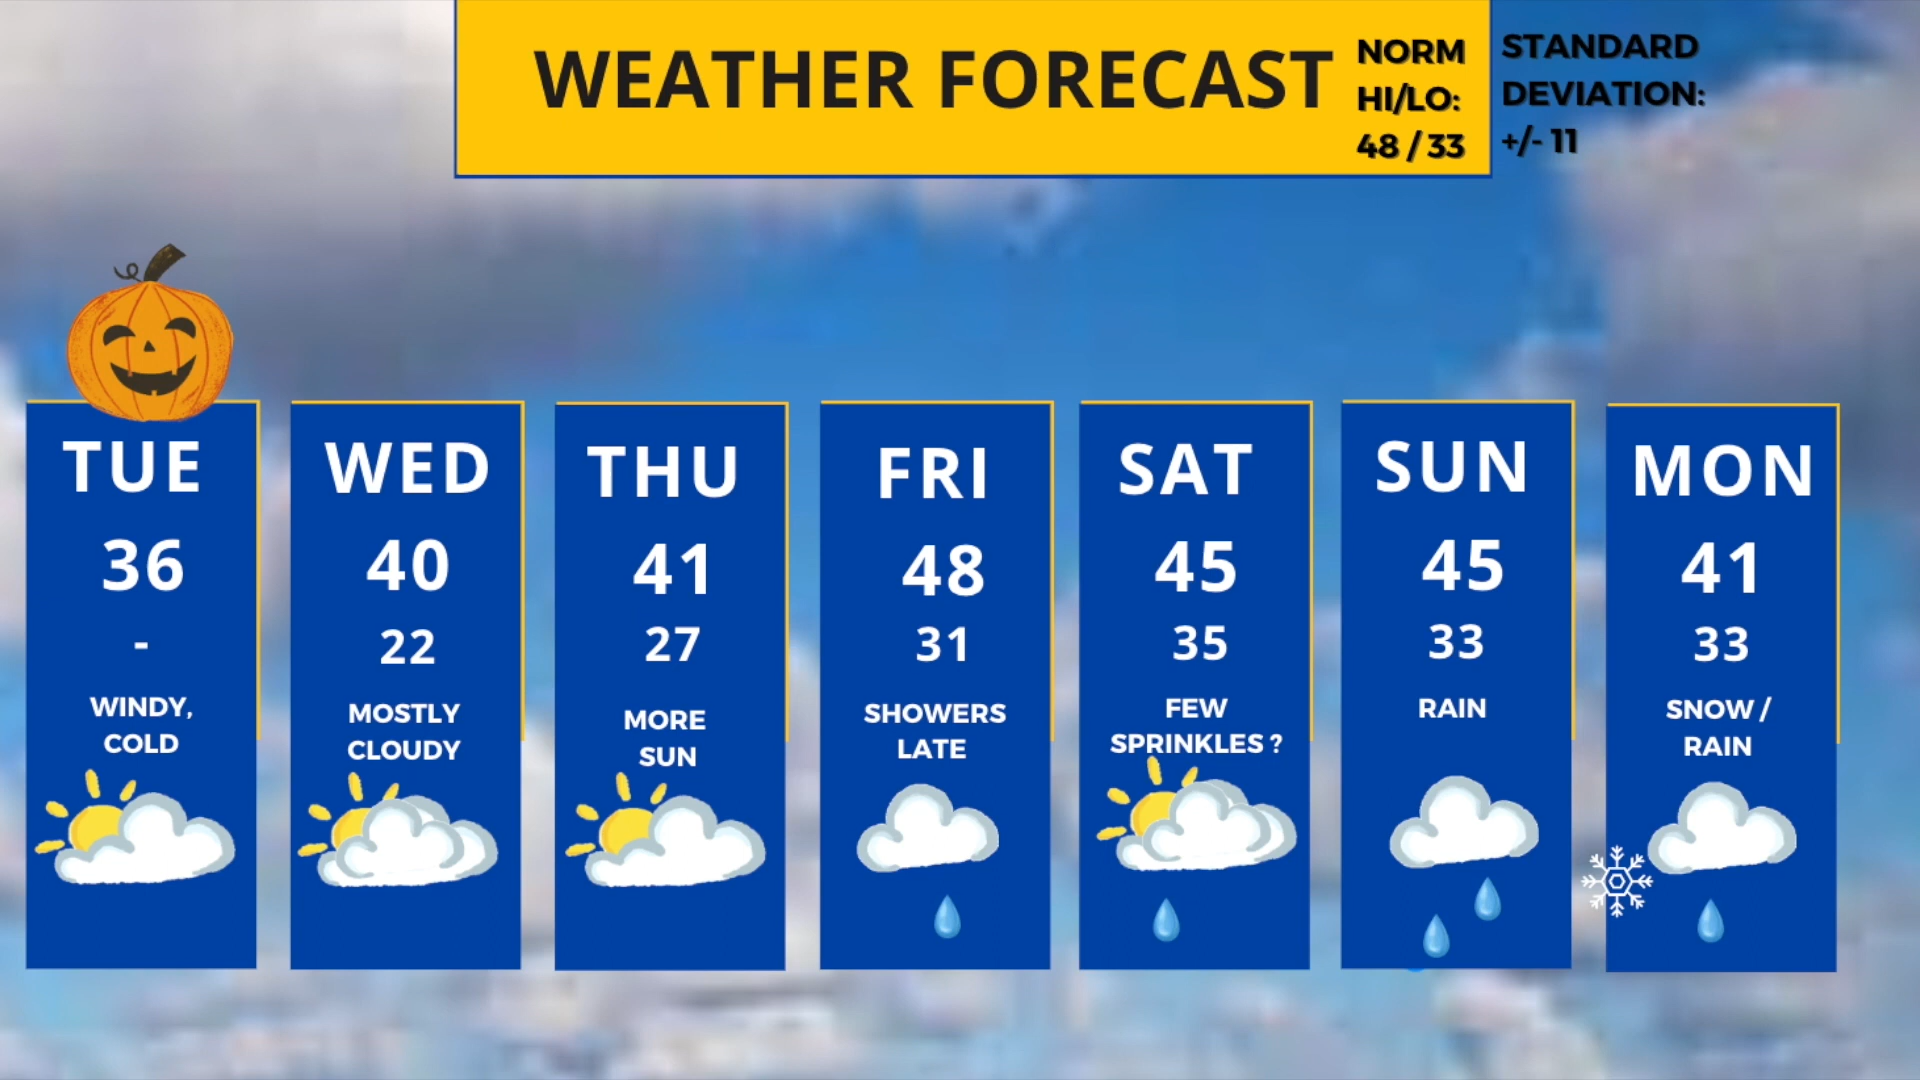 WEATHER FORECAST
NORM
HI/LO:
48 / 33
STANDARD
DEVIATION:
+/- 11
TUE
36
-
WINDY,
COLD
WED
40
22
MOSTLY
CLOUDY
THU
41
27
MORE
SUN
FRI
48
31
SHOWERS
LATE
SAT
45
35
FEW
SPRINKLES ?
SUN
45
33
RAIN
MON
41
33
SNOW /
RAIN